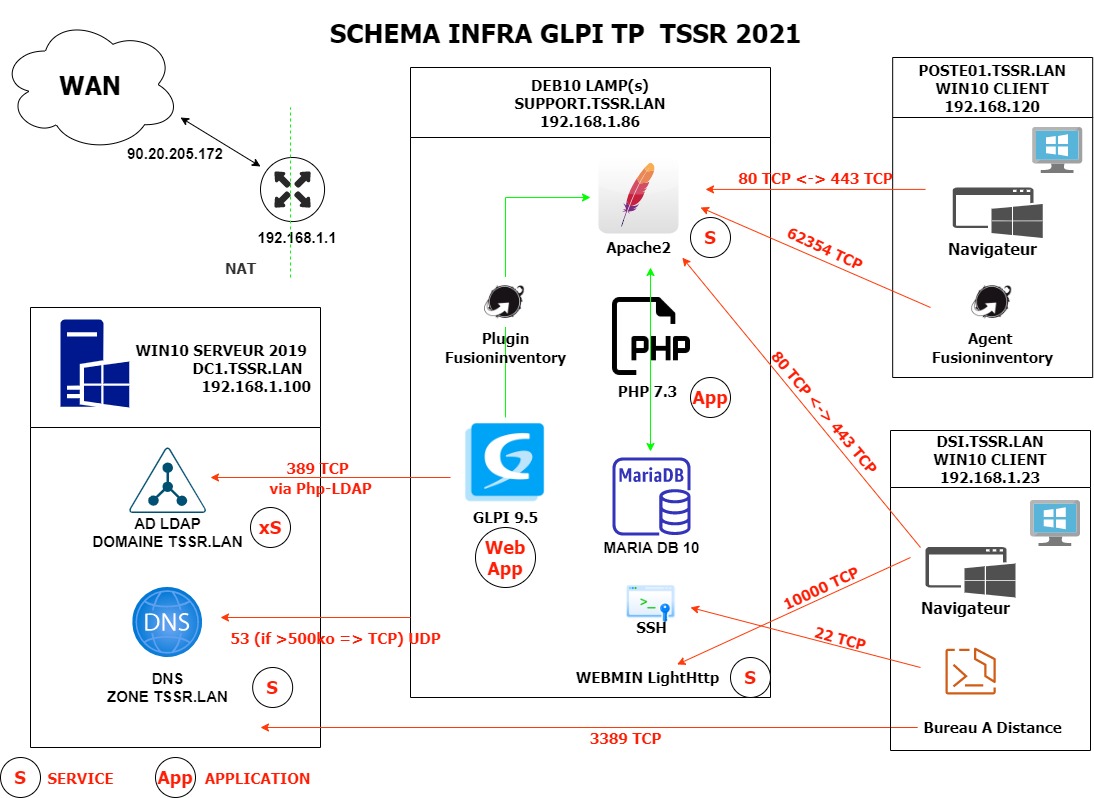 SCHEMA INFRA GLPI TP TSSR 2021
WAN
90.20.205.172
192.168.1.1
NAT
WIN10 SERVEUR 2019
DC1.TSSR.LAN
192.168.1.100
AD LDAP
DOMAINE TSSR.LAN
xS
DNS
DNS
ZONE TSSR.LAN
S
389 TCP
via Php-LDAP
53 (if >500ko => TCP) UDP
DEB10 LAMP(s)
SUPPORT.TSSR.LAN
192.168.1.86
Apache2
S
Plugin
Fusioninventory
PHP
PHP 7.3
App
GLPI 9.5
Web
App
MariaDB
MARIA DB 10
>_
SSH
WEBMIN LightHttp
S
POSTE01.TSSR.LAN
WIN10 CLIENT
192.168.120
80 TCP <-> 443 TCP
Navigateur
62354 TCP
Agent
Fusioninventory
DSI.TSSR.LAN
WIN10 CLIENT
192.168.1.23
80 TCP <-> 443 TCP
Navigateur
10000 TCP
22 TCP
Bureau A Distance
3389 TCP
S
SERVICE
App
APPLICATION